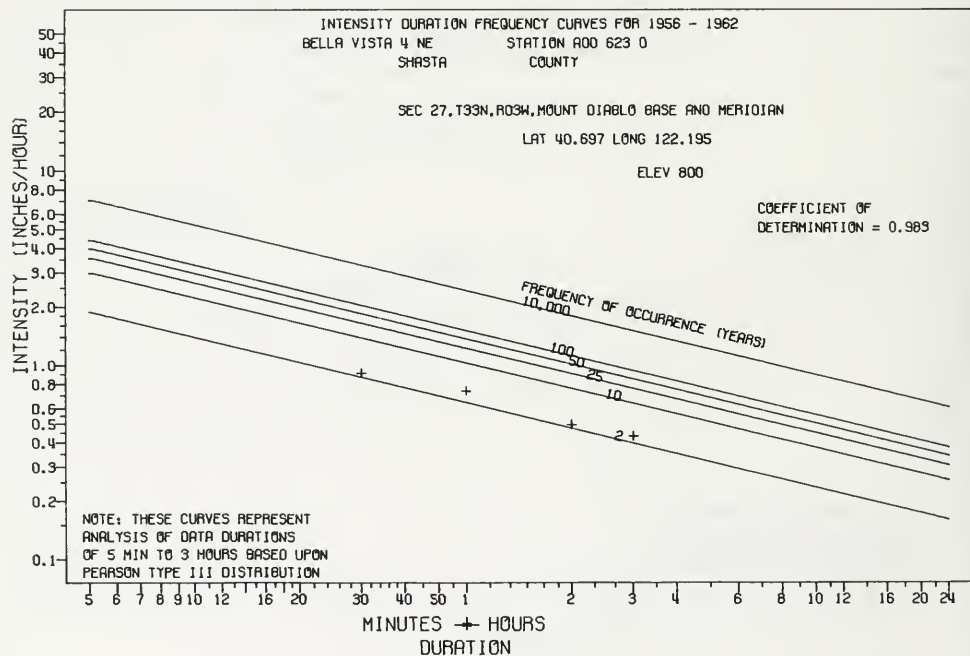 INTENSITY DURATION FREQUENCY CURVES FOR 1956 - 1962
BELLA VISTA 4 NE STATION A00 623 0
SHASTA COUNTY
SEC 27,T33N,R03W,MOUNT DIABLO BASE AND MERIDIAN
LAT 40.697 LONG 122.195
ELEV 800
COEFFICIENT OF
DETERMINATION = 0.983
INTENSITY (INCHES/HOUR)
50
40
30
20
10
8.0
6.0
5.0
4.0
3.0
2.0
1.0
0.8
0.6
0.5
0.4
0.3
0.2
0.1
FREQUENCY OF OCCURRENCE (YEARS)
10,000
100
50
25
10
2
NOTE: THESE CURVES REPRESENT
ANALYSIS OF DATA DURATIONS
OF 5 MIN TO 3 HOURS BASED UPON
PEARSON TYPE III DISTRIBUTION
5 6 7 8 9 10 12 16 20 30 40 50 1 2 3 4 6 8 10 12 16 20 24
MINUTES + HOURS
DURATION